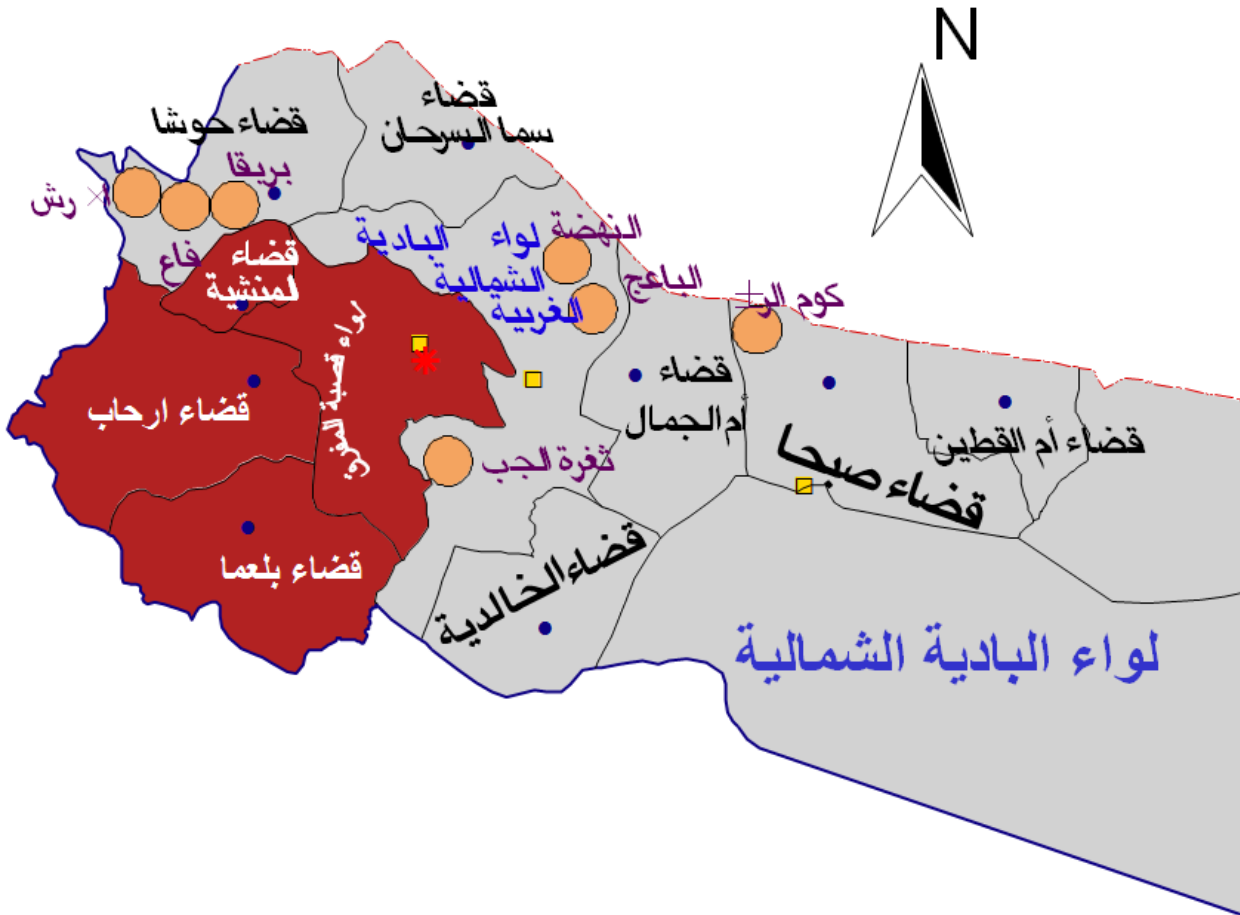 N
قضاء
سما السرحان
قضاء حوشا
بريقا
رش
فاع
قضاء
لمنشية
لواء البادية
الشمالية
الغربية
النهضة
الباعج
كوم الر
لواء قصبة المفرق
قضاء ارحاب
قضاء
أم الجمال
قضاء صبحا
قضاء أم القطين
ثغرة الجب
قضاء بلعما
قضاء الخالدية
لواء البادية الشمالية